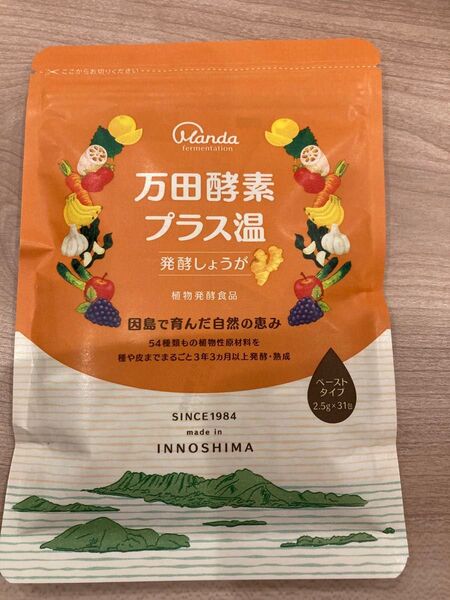 ここからお切りください
Manda
fermentation
万田酵素
プラス温
発酵しょうが
植物発酵食品
因島で育んだ自然の恵み
54種類もの植物性原材料を
種や皮までまるごと3年3ヵ月以上発酵・熟成
ペースト
タイプ
2.5g×31包
SINCE1984
made in
INNOSHIMA